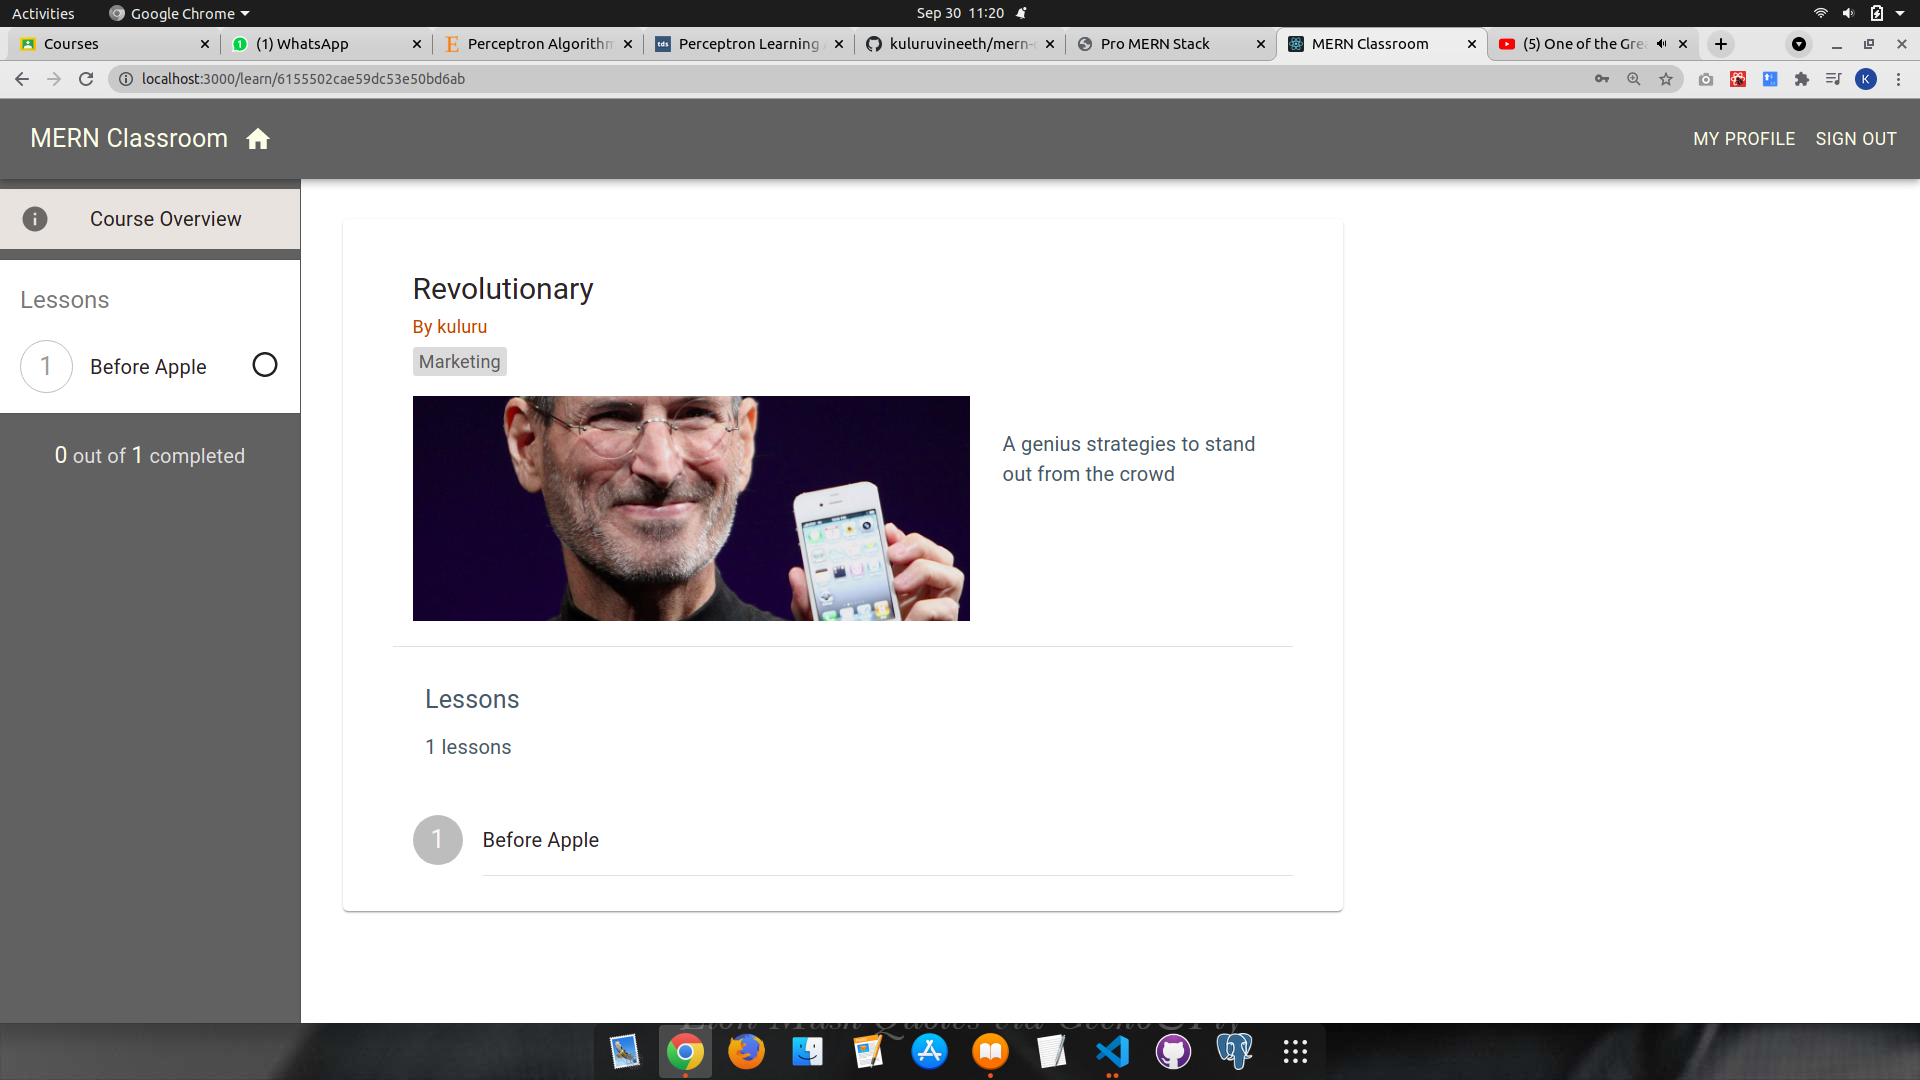 Activities
Google Chrome
Sep 30 11:20
Courses
(1) WhatsApp
Perceptron Algorithm
Perceptron Learning
kuluruvineeth/mern-
Pro MERN Stack
MERN Classroom
(5) One of the Gre
localhost:3000/learn/6155502cae59dc53e50bd6ab
K
MERN Classroom
MY PROFILE
SIGN OUT
Course Overview
Lessons
1 Before Apple
0 out of 1 completed
Revolutionary
By kuluru
Marketing
A genius strategies to stand
out from the crowd
Lessons
1 lessons
1 Before Apple